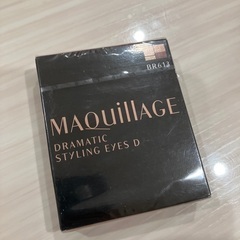 BR613
MAQuillAGE
DRAMATIC
STYLING EYES D